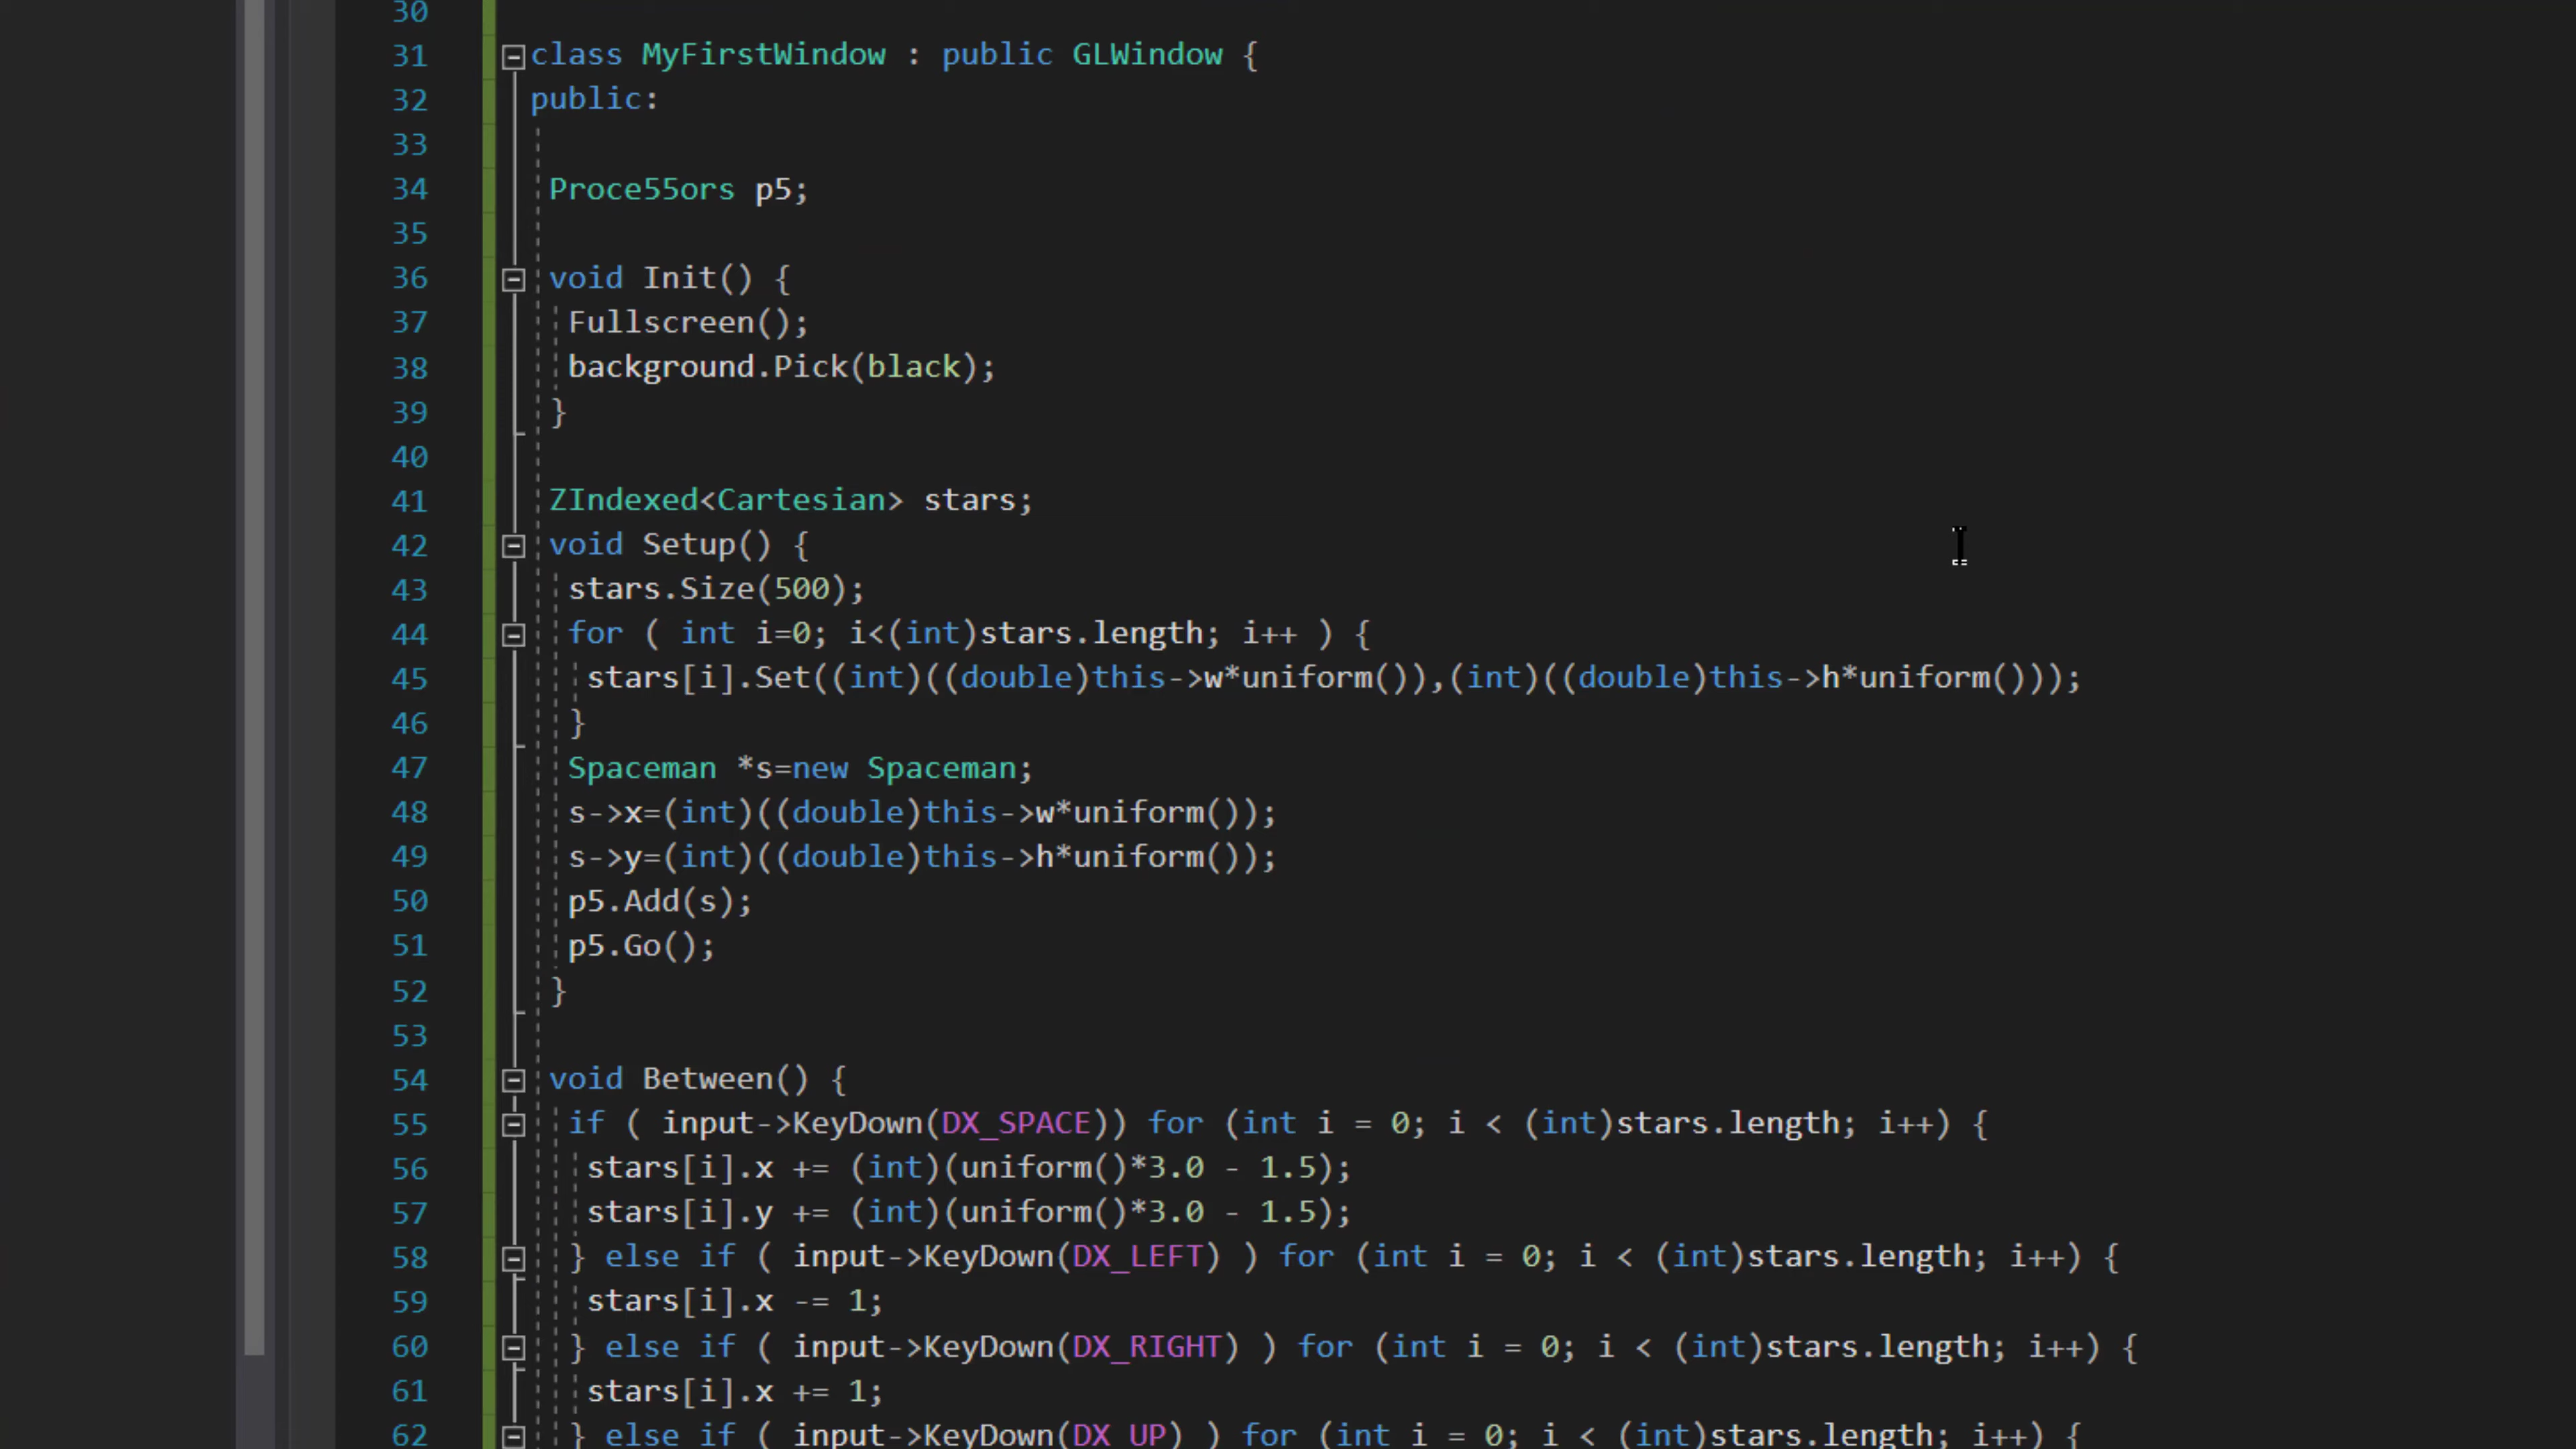 30
31 class MyFirstWindow : public GLWindow {
32 public:
33
34 Proce55ors p5;
35
36 void Init() {
37 Fullscreen();
38 background.Pick(black);
39 }
40
41 ZIndexed<Cartesian> stars;
42 void Setup() {
43 stars.Size(500);
44 for ( int i=0; i<(int)stars.length; i++ ) {
45 stars[i].Set((int)((double)this->w*uniform()),(int)((double)this->h*uniform()));
46 }
47 Spaceman *s=new Spaceman;
48 s->x=(int)((double)this->w*uniform());
49 s->y=(int)((double)this->h*uniform());
50 p5.Add(s);
51 p5.Go();
52 }
53
54 void Between() {
55 if ( input->KeyDown(DX_SPACE)) for (int i = 0; i < (int)stars.length; i++) {
56 stars[i].x += (int)(uniform()*3.0 - 1.5);
57 stars[i].y += (int)(uniform()*3.0 - 1.5);
58 } else if ( input->KeyDown(DX_LEFT) ) for (int i = 0; i < (int)stars.length; i++) {
59 stars[i].x -= 1;
60 } else if ( input->KeyDown(DX_RIGHT) ) for (int i = 0; i < (int)stars.length; i++) {
61 stars[i].x += 1;
62 } else if ( input->KeyDown(DX_UP) ) for (int i = 0; i < (int)stars.length; i++) {